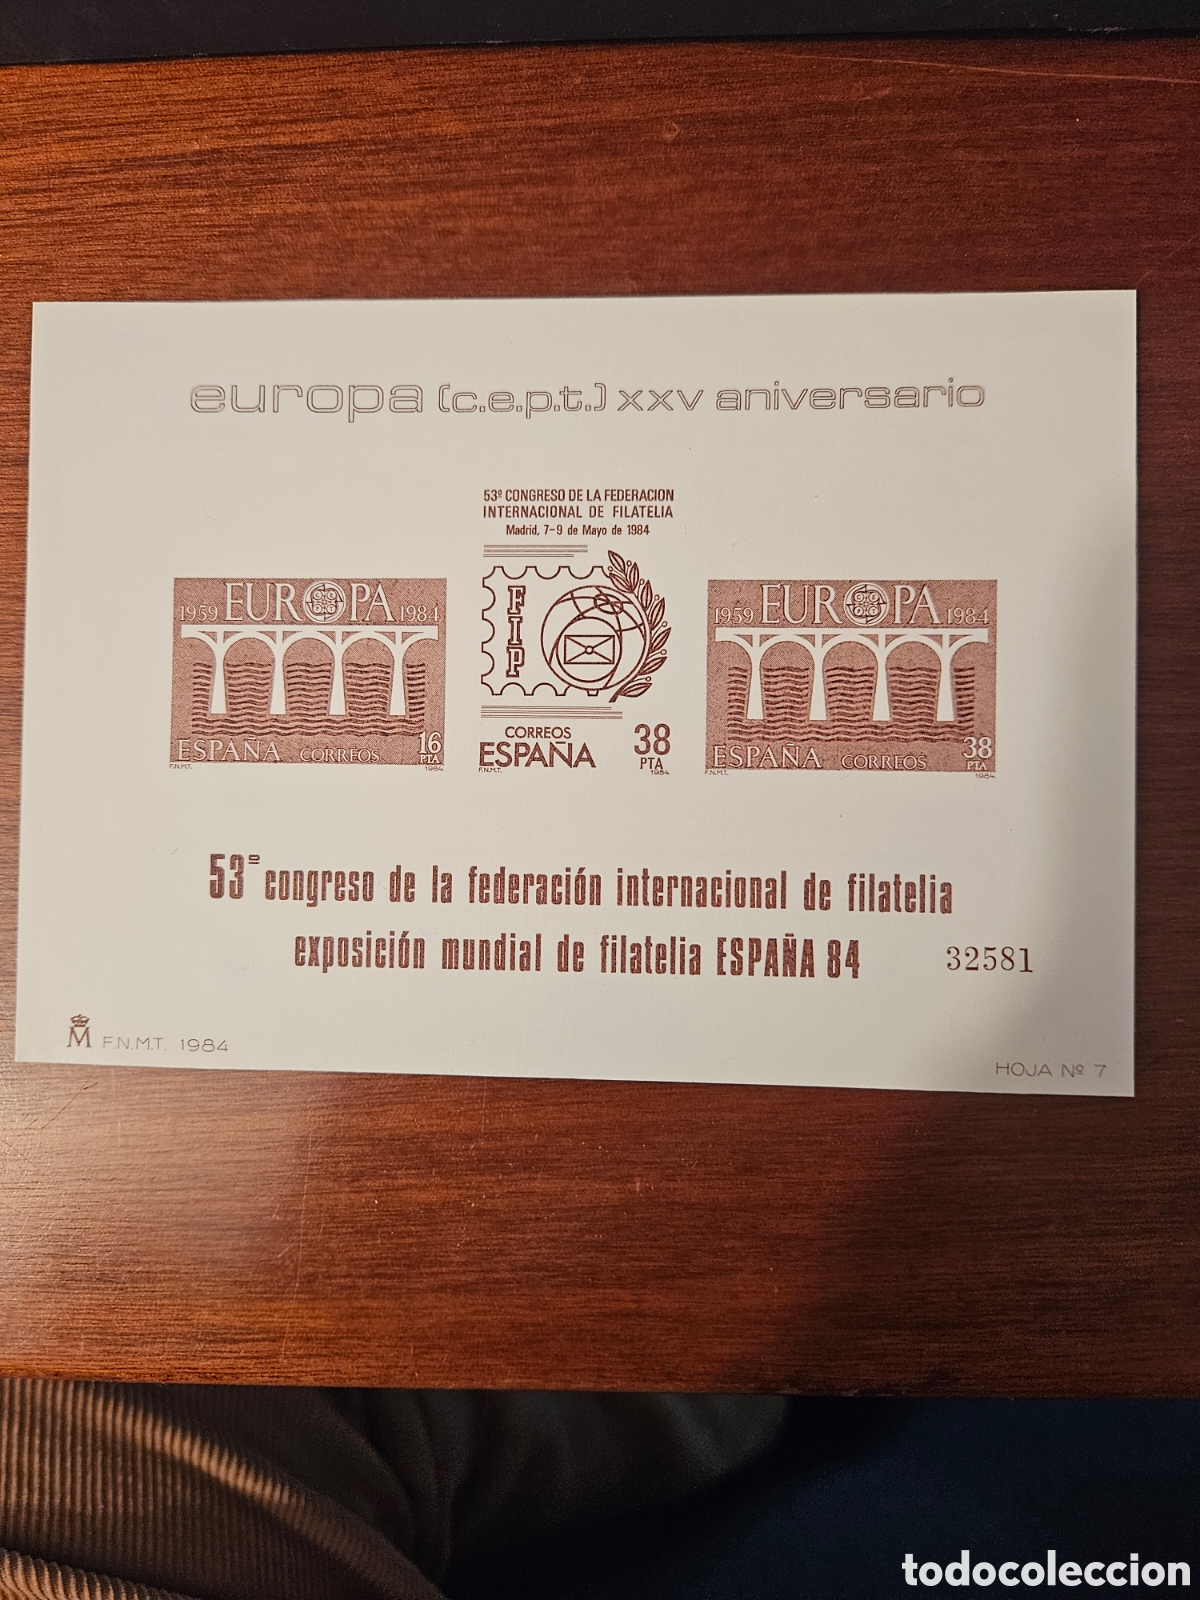 europa (c.e.p.t.) xxv aniversario
53º CONGRESO DE LA FEDERACION
INTERNACIONAL DE FILATELIA
Madrid, 7-9 de Mayo de 1984
1959 EUROPA 1984
ESPAÑA CORREOS 16 PTA
F.N.M.T. 1984
FIP
CORREOS
ESPAÑA
38
PTA
F.N.M.T. 1984
1959 EUROPA 1984
ESPAÑA CORREOS 38 PTA
F.N.M.T. 1984
53º congreso de la federación internacional de filatelia
exposición mundial de filatelia ESPAÑA 84
32581
M F.N.M.T. 1984
HOJA Nº 7
todocoleccion